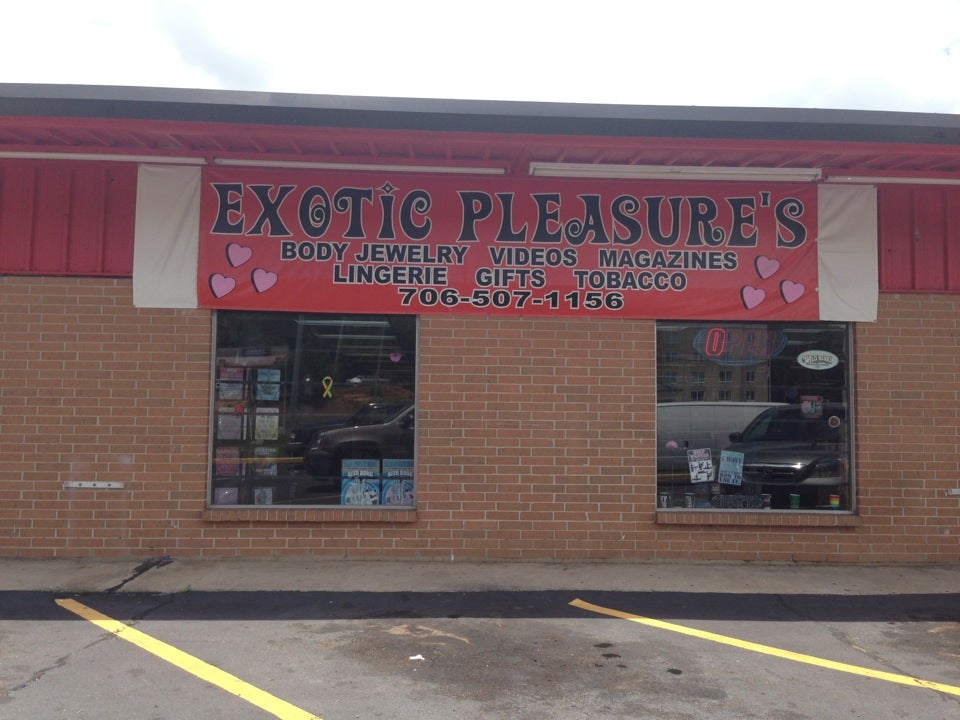 EXOTIC PLEASURE'S
BODY JEWELRY VIDEOS MAGAZINES
LINGERIE GIFTS TOBACCO
706-507-1156
OPEN